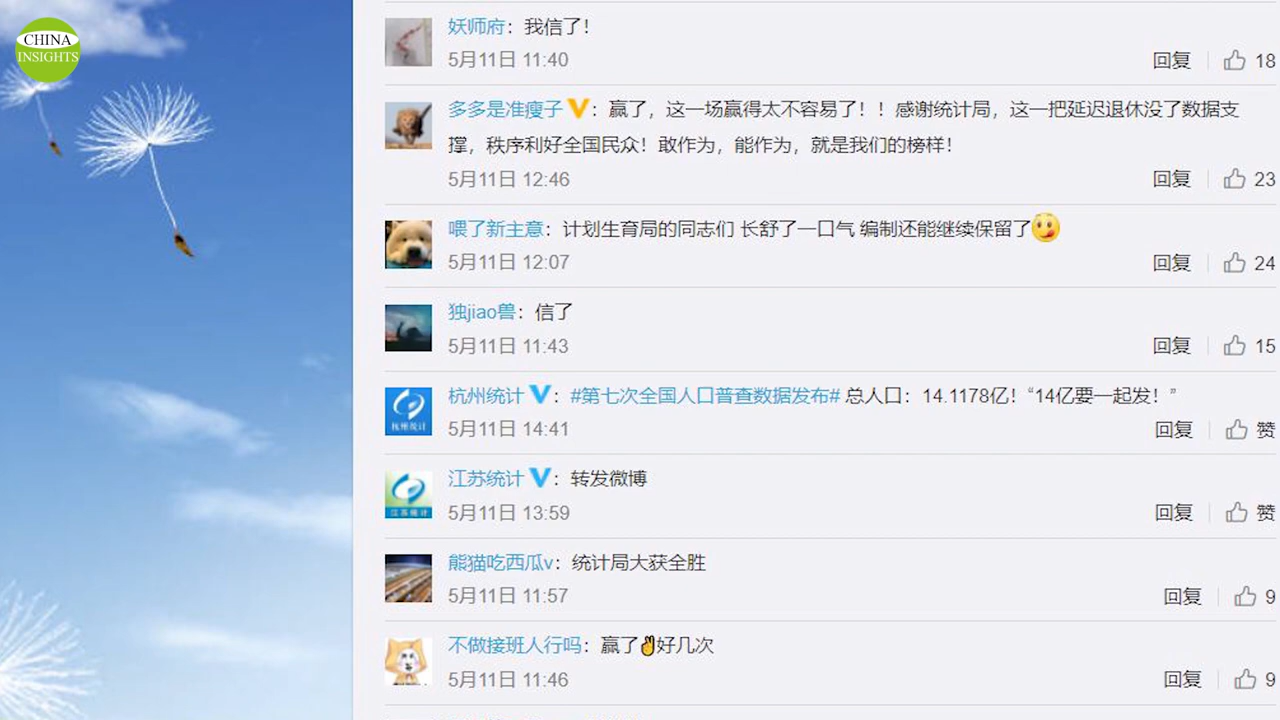 CHINA
INSIGHTS
妖师府：我信了！
5月11日 11:40
回复
18
多多是准瘦子：赢了，这一场赢得太不容易了！！感谢统计局，这一把延迟退休没了数据支
撑，秩序利好全国民众！敢作为，能作为，就是我们的榜样！
5月11日 12:46
回复
23
喂了新主意：计划生育局的同志们 长舒了一口气 编制还能继续保留了
5月11日 12:07
回复
24
独jiao兽：信了
5月11日 11:43
回复
15
杭州统计：#第七次全国人口普查数据发布# 总人口：14.1178亿！“14亿要一起发！”
杭州统计
5月11日 14:41
回复
赞
江苏统计：转发微博
江苏统计
5月11日 13:59
回复
赞
熊猫吃西瓜v：统计局大获全胜
5月11日 11:57
回复
9
不做接班人行吗：赢了✌好几次
5月11日 11:46
回复
9